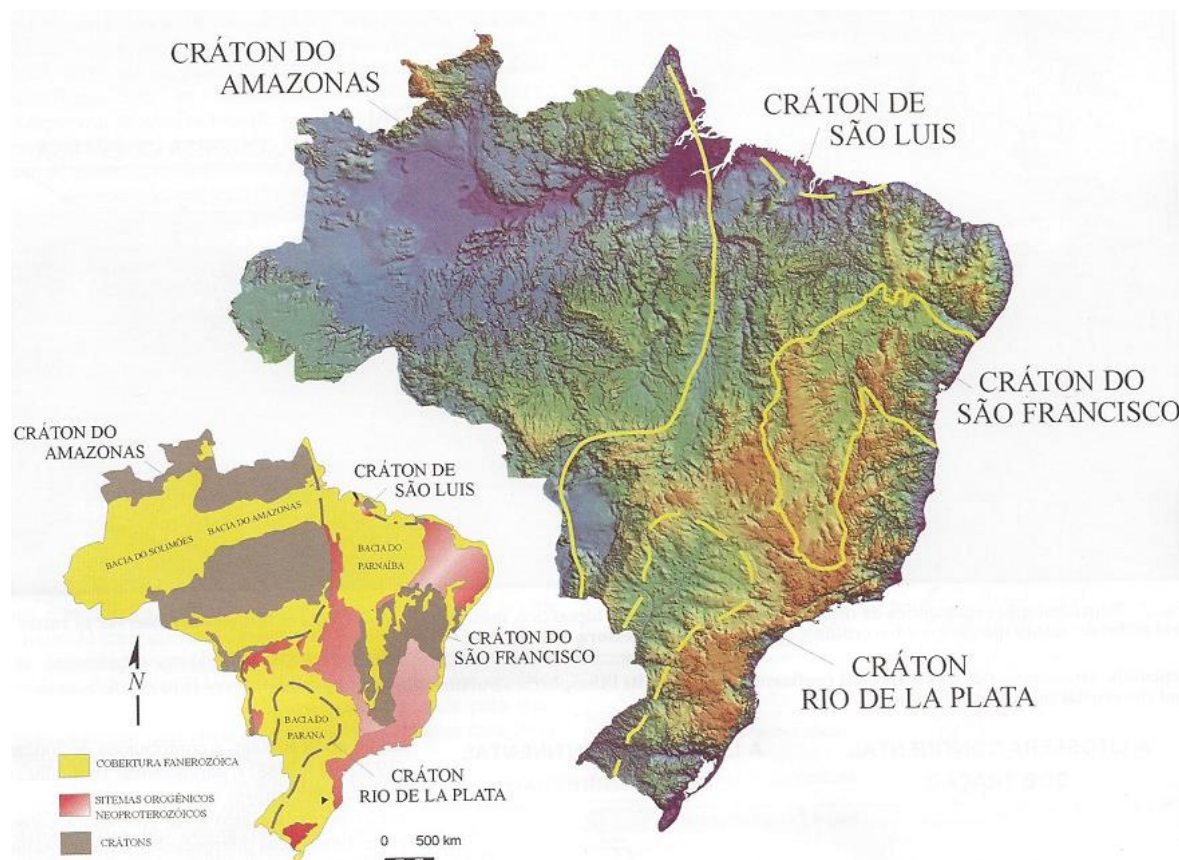 CRÁTON DO
AMAZONAS
CRÁTON DE
SÃO LUIS
CRÁTON DO
SÃO FRANCISCO
CRÁTON
RIO DE LA PLATA
CRÁTON DO
AMAZONAS
CRÁTON DE
SÃO LUIS
BACIA DO SOLIMÕES
BACIA DO AMAZONAS
BACIA DO
PARNAÍBA
CRÁTON DO
SÃO FRANCISCO
N
BACIA DO
PARANÁ
CRÁTON
RIO DE LA PLATA
COBERTURA FANEROZÓICA
SITEMAS OROGÊNICOS
NEOPROTEROZÓICOS
CRÁTONS
0 500 km